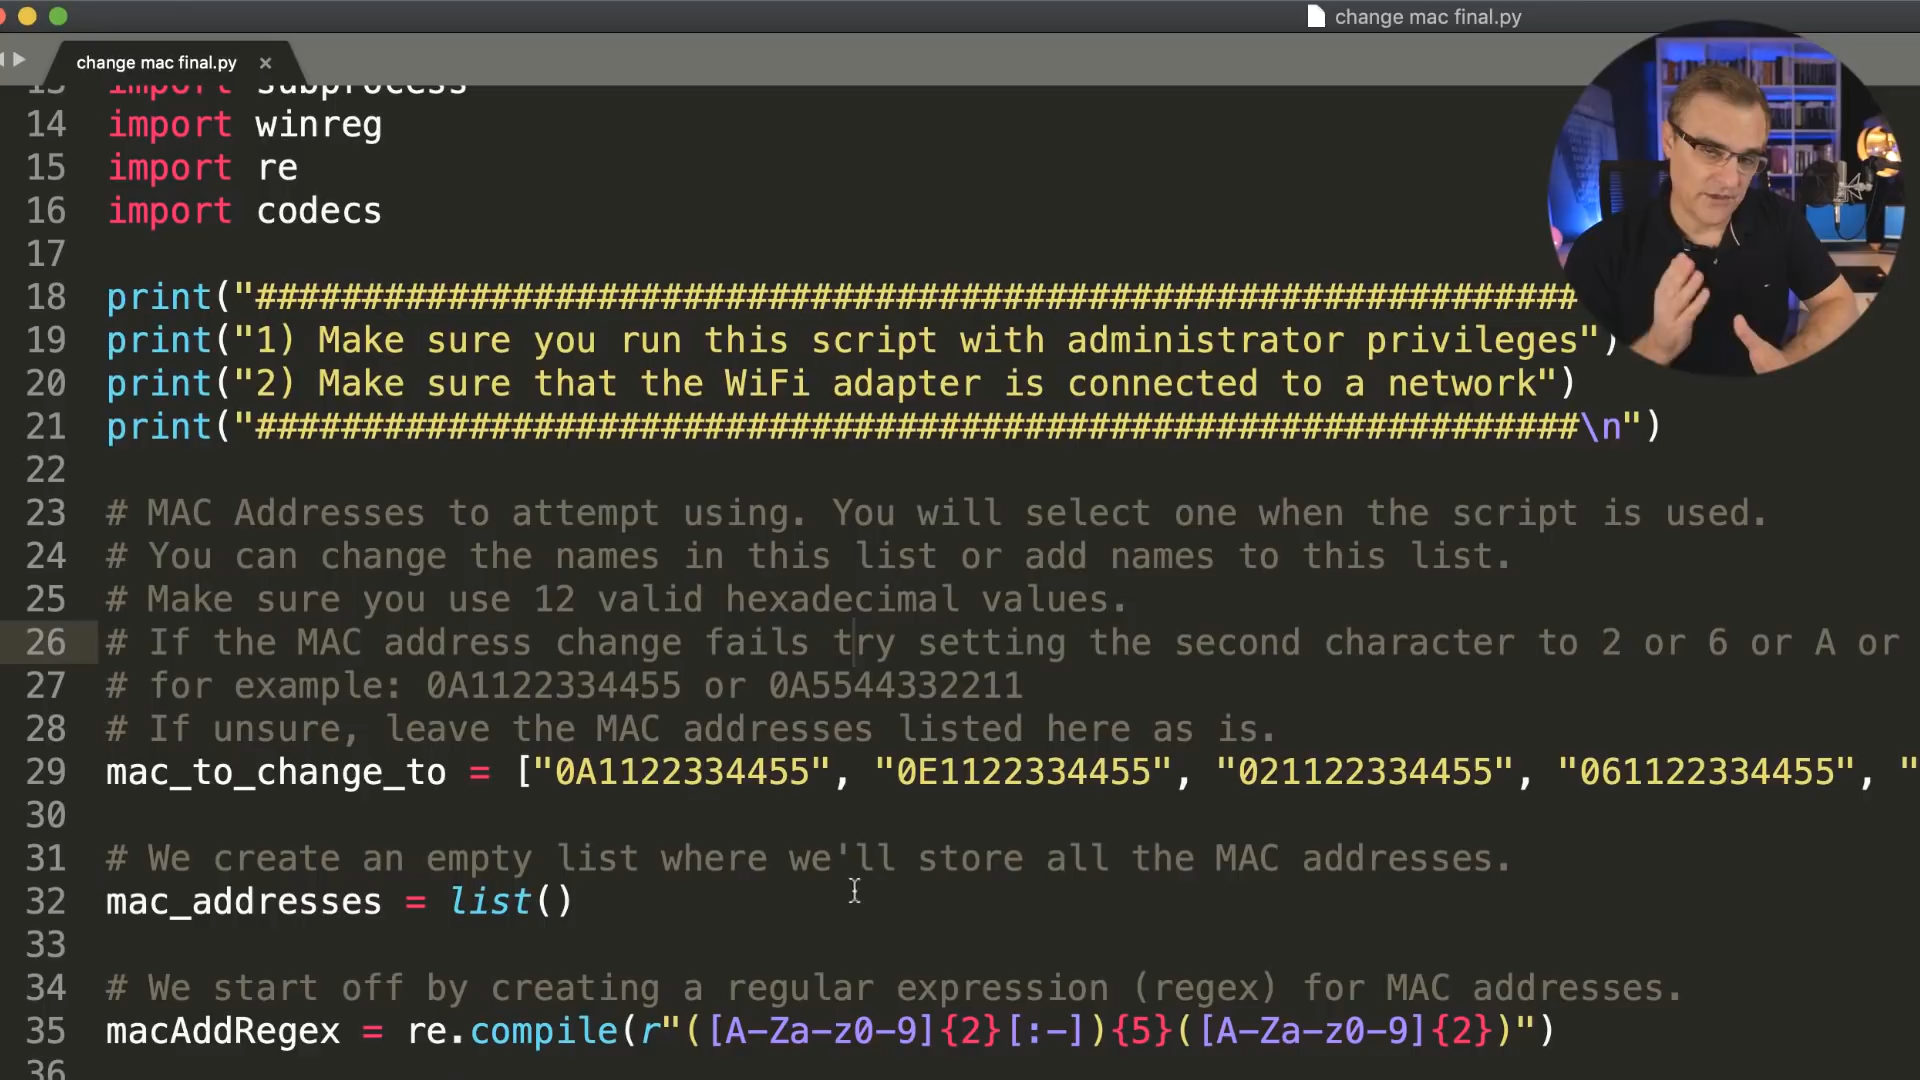 change mac final.py
change mac final.py ×
13 import subprocess
14 import winreg
15 import re
16 import codecs
17
18 print("##############################################################
19 print("1) Make sure you run this script with administrator privileges")
20 print("2) Make sure that the WiFi adapter is connected to a network")
21 print("##############################################################\n")
22
23 # MAC Addresses to attempt using. You will select one when the script is used.
24 # You can change the names in this list or add names to this list.
25 # Make sure you use 12 valid hexadecimal values.
26 # If the MAC address change fails try setting the second character to 2 or 6 or A or
27 # for example: 0A1122334455 or 0A5544332211
28 # If unsure, leave the MAC addresses listed here as is.
29 mac_to_change_to = ["0A1122334455", "0E1122334455", "021122334455", "061122334455", "
30
31 # We create an empty list where we'll store all the MAC addresses.
32 mac_addresses = list()
33
34 # We start off by creating a regular expression (regex) for MAC addresses.
35 macAddRegex = re.compile(r"([A-Za-z0-9]{2}[:-]){5}([A-Za-z0-9]{2})")
36